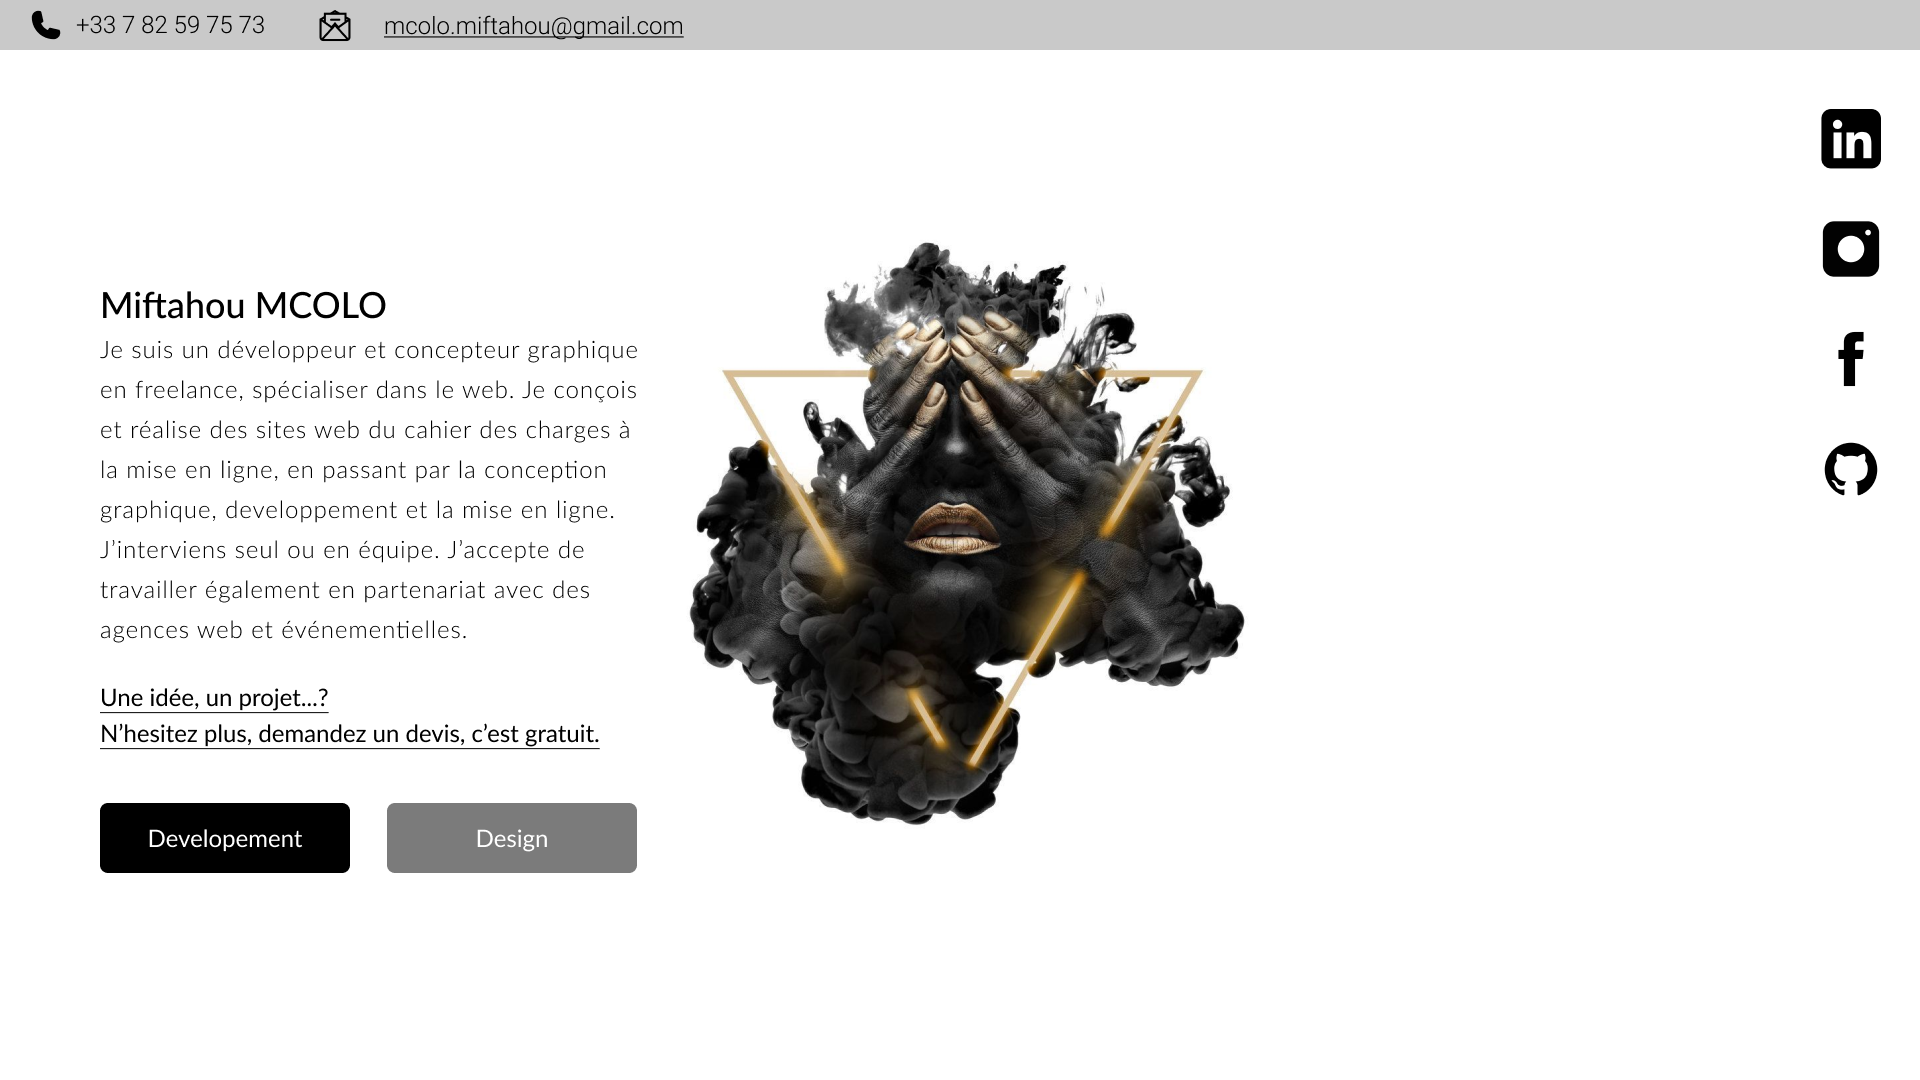 +33 7 82 59 75 73
mcolo.miftahou@gmail.com
in
Miftahou MCOLO
Je suis un développeur et concepteur graphique
en freelance, spécialiser dans le web. Je conçois
et réalise des sites web du cahier des charges à
la mise en ligne, en passant par la conception
graphique, developpement et la mise en ligne.
J’interviens seul ou en équipe. J’accepte de
travailler également en partenariat avec des
agences web et événementielles.
Une idée, un projet...?
N’hesitez plus, demandez un devis, c’est gratuit.
Developement
Design